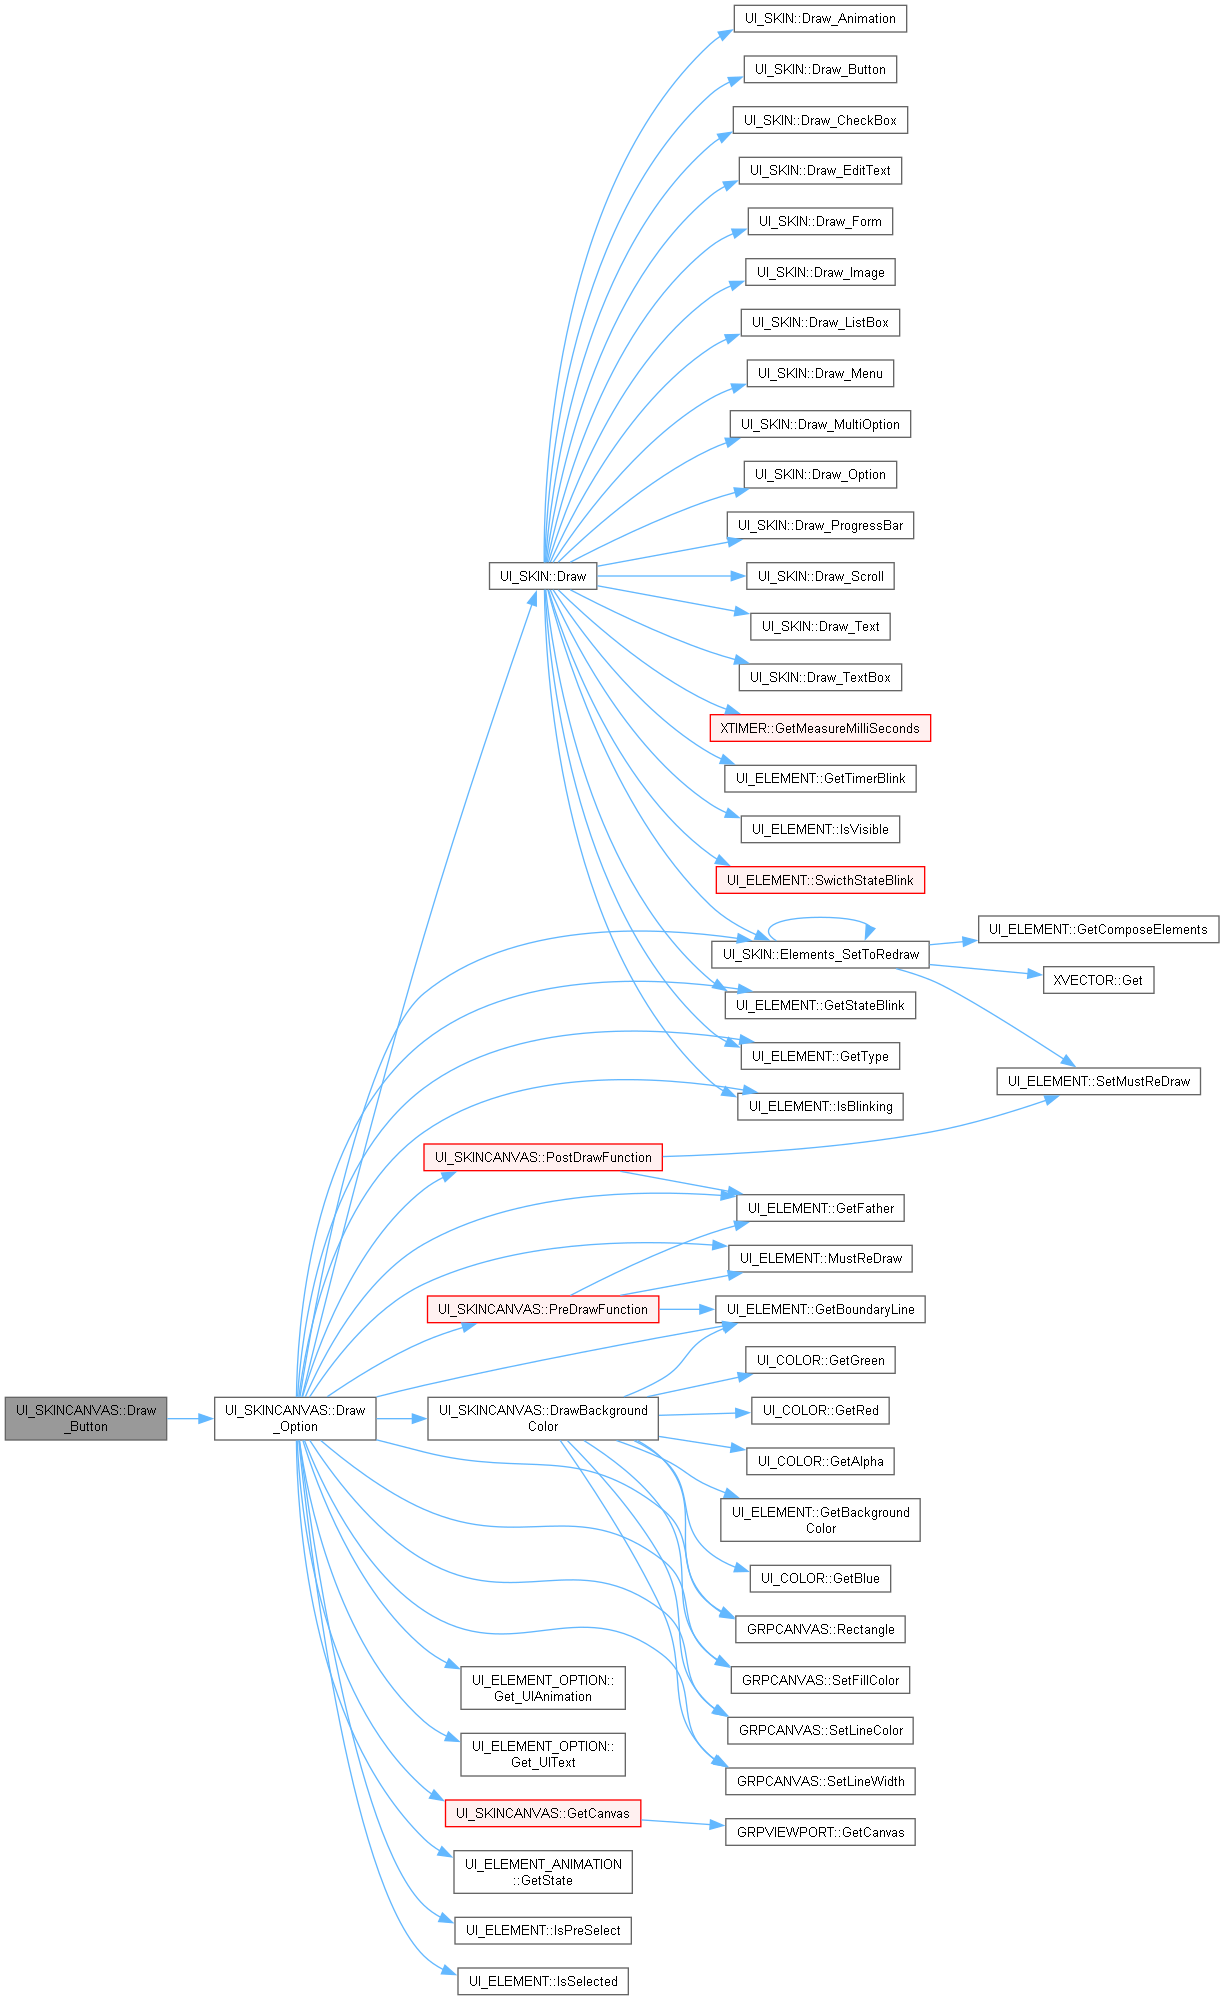 UI_SKIN::Draw_Animation
UI_SKIN::Draw_Button
UI_SKIN::Draw_CheckBox
UI_SKIN::Draw_EditText
UI_SKIN::Draw_Form
UI_SKIN::Draw_Image
UI_SKIN::Draw_ListBox
UI_SKIN::Draw_Menu
UI_SKIN::Draw_MultiOption
UI_SKIN::Draw_Option
UI_SKIN::Draw_ProgressBar
UI_SKIN::Draw
UI_SKIN::Draw_Scroll
UI_SKIN::Draw_Text
UI_SKIN::Draw_TextBox
XTIMER::GetMeasureMilliSeconds
UI_ELEMENT::GetTimerBlink
UI_ELEMENT::IsVisible
UI_ELEMENT::SwicthStateBlink
UI_SKIN::Elements_SetToRedraw
UI_ELEMENT::GetComposeElements
XVECTOR::Get
UI_ELEMENT::GetStateBlink
UI_ELEMENT::GetType
UI_ELEMENT::SetMustReDraw
UI_ELEMENT::IsBlinking
UI_SKINCANVAS::PostDrawFunction
UI_ELEMENT::GetFather
UI_ELEMENT::MustReDraw
UI_SKINCANVAS::PreDrawFunction
UI_ELEMENT::GetBoundaryLine
UI_COLOR::GetGreen
UI_SKINCANVAS::Draw
_Button
UI_SKINCANVAS::Draw
_Option
UI_SKINCANVAS::DrawBackground
Color
UI_COLOR::GetRed
UI_COLOR::GetAlpha
UI_ELEMENT::GetBackground
Color
UI_COLOR::GetBlue
GRPCANVAS::Rectangle
GRPCANVAS::SetFillColor
UI_ELEMENT_OPTION::
Get_UIAnimation
GRPCANVAS::SetLineColor
UI_ELEMENT_OPTION::
Get_UIText
GRPCANVAS::SetLineWidth
UI_SKINCANVAS::GetCanvas
GRPVIEWPORT::GetCanvas
UI_ELEMENT_ANIMATION
::GetState
UI_ELEMENT::IsPreSelect
UI_ELEMENT::IsSelected